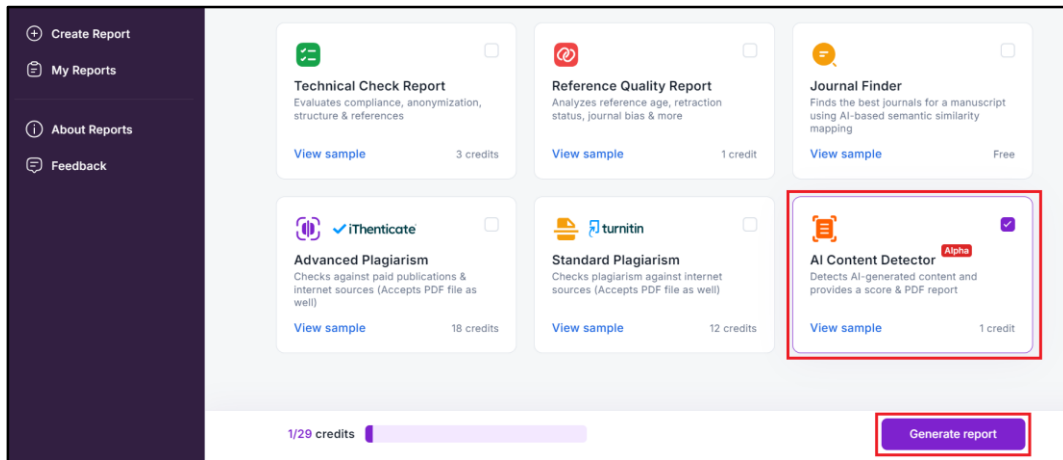 Create Report
My Reports
About Reports
Feedback
Technical Check Report
Evaluates compliance, anonymization,
structure & references
View sample
3 credits
Reference Quality Report
Analyzes reference age, retraction
status, journal bias & more
View sample
1 credit
Journal Finder
Finds the best journals for a manuscript
using AI-based semantic similarity
mapping
View sample
Free
iThenticate
Advanced Plagiarism
Checks against paid publications &
internet sources (Accepts PDF file as
well)
View sample
18 credits
turnitin
Standard Plagiarism
Checks plagiarism against internet
sources (Accepts PDF file as well)
View sample
12 credits
AI Content Detector
Alpha
Detects AI-generated content and
provides a score & PDF report
View sample
1 credit
1/29 credits
Generate report